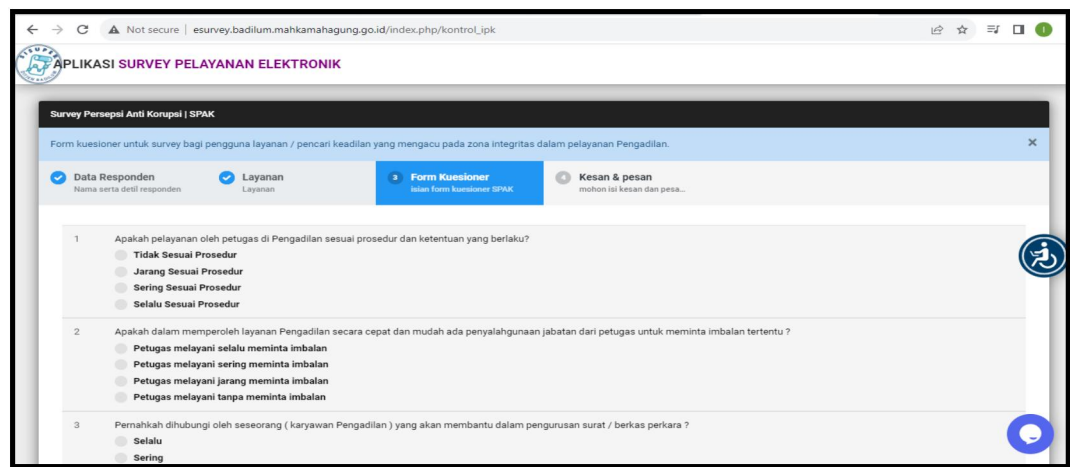 Not secure | esurvey.badilum.mahkamahagung.go.id/index.php/kontrol_ipk
APLIKASI SURVEY PELAYANAN ELEKTRONIK
Survey Persepsi Anti Korupsi | SPAK
Form kuesioner untuk survey bagi pengguna layanan / pencari keadilan yang mengacu pada zona integritas dalam pelayanan Pengadilan.
Data Responden
Nama serta detil responden
Layanan
Layanan
3 Form Kuesioner
isian form kuesioner SPAK
4 Kesan & pesan
mohon isi kesan dan pesa...
1 Apakah pelayanan oleh petugas di Pengadilan sesuai prosedur dan ketentuan yang berlaku?
Tidak Sesuai Prosedur
Jarang Sesuai Prosedur
Sering Sesuai Prosedur
Selalu Sesuai Prosedur
2 Apakah dalam memperoleh layanan Pengadilan secara cepat dan mudah ada penyalahgunaan jabatan dari petugas untuk meminta imbalan tertentu ?
Petugas melayani selalu meminta imbalan
Petugas melayani sering meminta imbalan
Petugas melayani jarang meminta imbalan
Petugas melayani tanpa meminta imbalan
3 Pernahkah dihubungi oleh seseorang ( karyawan Pengadilan ) yang akan membantu dalam pengurusan surat / berkas perkara ?
Selalu
Sering